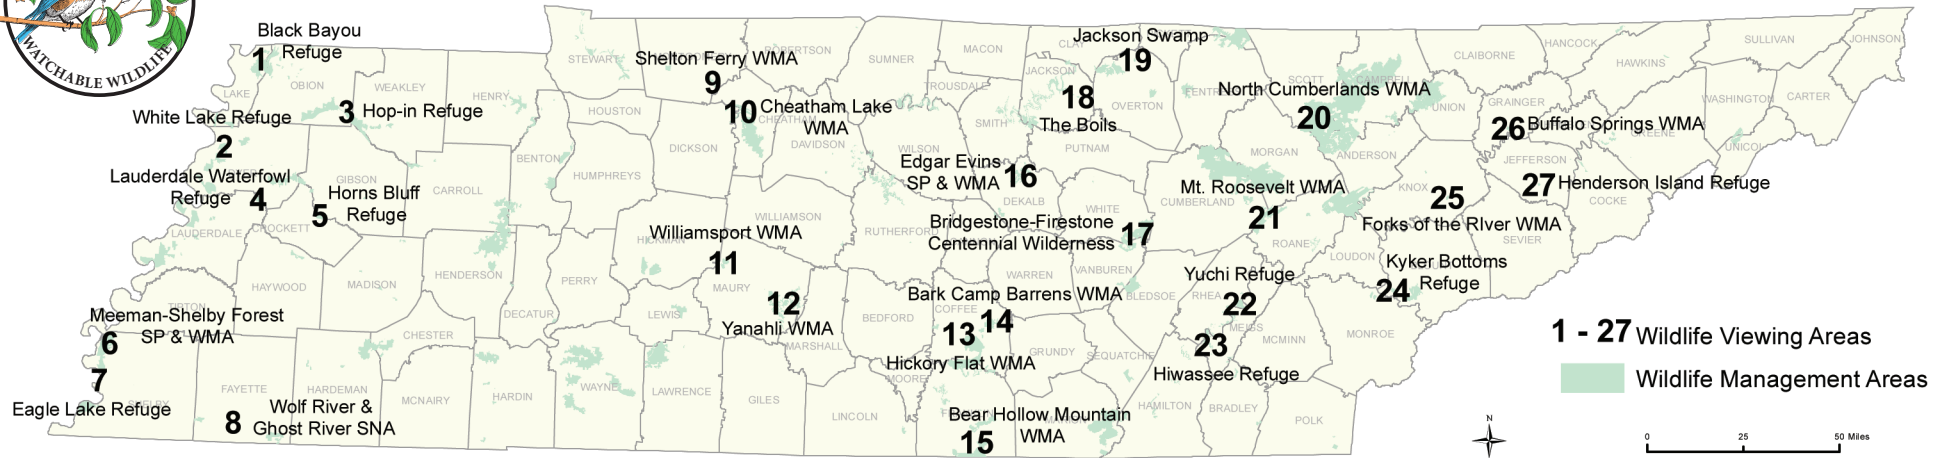 WATCHABLE WILDLIFE
Black Bayou
Refuge
1
White Lake Refuge
2
3 Hop-in Refuge
Lauderdale Waterfowl
Refuge 4
5 Horns Bluff
Refuge
Meeman-Shelby Forest
SP & WMA
6
7
Eagle Lake Refuge
8 Wolf River &
Ghost River SNA
Shelton Ferry WMA
9
10 Cheatham Lake
WMA
Williamsport WMA
11
12
Yanahli WMA
Bark Camp Barrens WMA
13 14
Hickory Flat WMA
Bear Hollow Mountain
WMA
15
Edgar Evins
SP & WMA 16
Bridgestone-Firestone
Centennial Wilderness 17
18
The Boils
Jackson Swamp
19
North Cumberlands WMA
20
Mt. Roosevelt WMA
21
Yuchi Refuge
22
23
Hiwassee Refuge
Kyker Bottoms
Refuge
24
25
Forks of the RIver WMA
26 Buffalo Springs WMA
27 Henderson Island Refuge
LAKE
OBION
WEAKLEY
HENRY
STEWART
ROBERTSON
SUMNER
MACON
CLAY
JACKSON
TROUSDALE
OVERTON
SCOTT
CAMPBELL
CLAIBORNE
HANCOCK
HAWKINS
SULLIVAN
JOHNSON
CARTER
WASHINGTON
UNICOI
GREENE
GRAINGER
UNION
HOUSTON
DICKSON
CHEATHAM
DAVIDSON
WILSON
SMITH
PUTNAM
MORGAN
ANDERSON
KNOX
JEFFERSON
COCKE
SEVIER
GIBSON
CARROLL
BENTON
HUMPHREYS
WILLIAMSON
RUTHERFORD
DEKALB
WHITE
CUMBERLAND
ROANE
LOUDON
LAUDERDALE
CROCKETT
HICKMAN
TIPTON
HAYWOOD
MADISON
HENDERSON
DECATUR
PERRY
LEWIS
MAURY
MARSHALL
BEDFORD
COFFEE
WARREN
VANBUREN
BLEDSOE
RHEA
MEIGS
MCMINN
MONROE
SHELBY
FAYETTE
HARDEMAN
CHESTER
MCNAIRY
HARDIN
WAYNE
LAWRENCE
GILES
LINCOLN
MOORE
GRUNDY
SEQUATCHIE
MARION
HAMILTON
BRADLEY
POLK
1 - 27 Wildlife Viewing Areas
Wildlife Management Areas
N
0 25 50 Miles